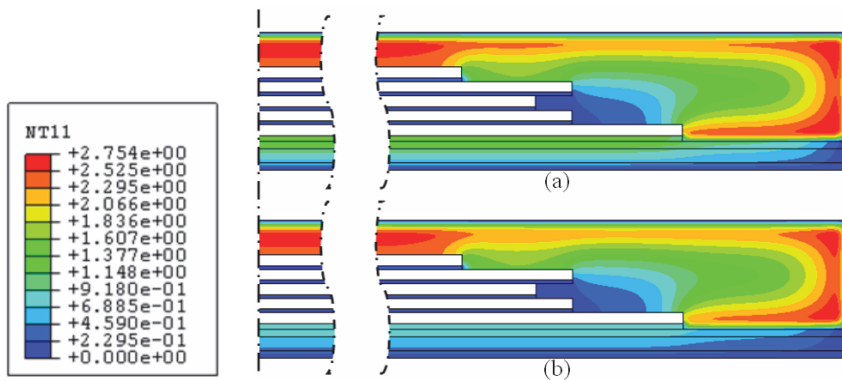 (a)
NT11
+2.754e+00
+2.525e+00
+2.295e+00
+2.066e+00
+1.836e+00
+1.607e+00
+1.377e+00
+1.148e+00
+9.180e-01
+6.885e-01
+4.590e-01
+2.295e-01
+0.000e+00
(b)